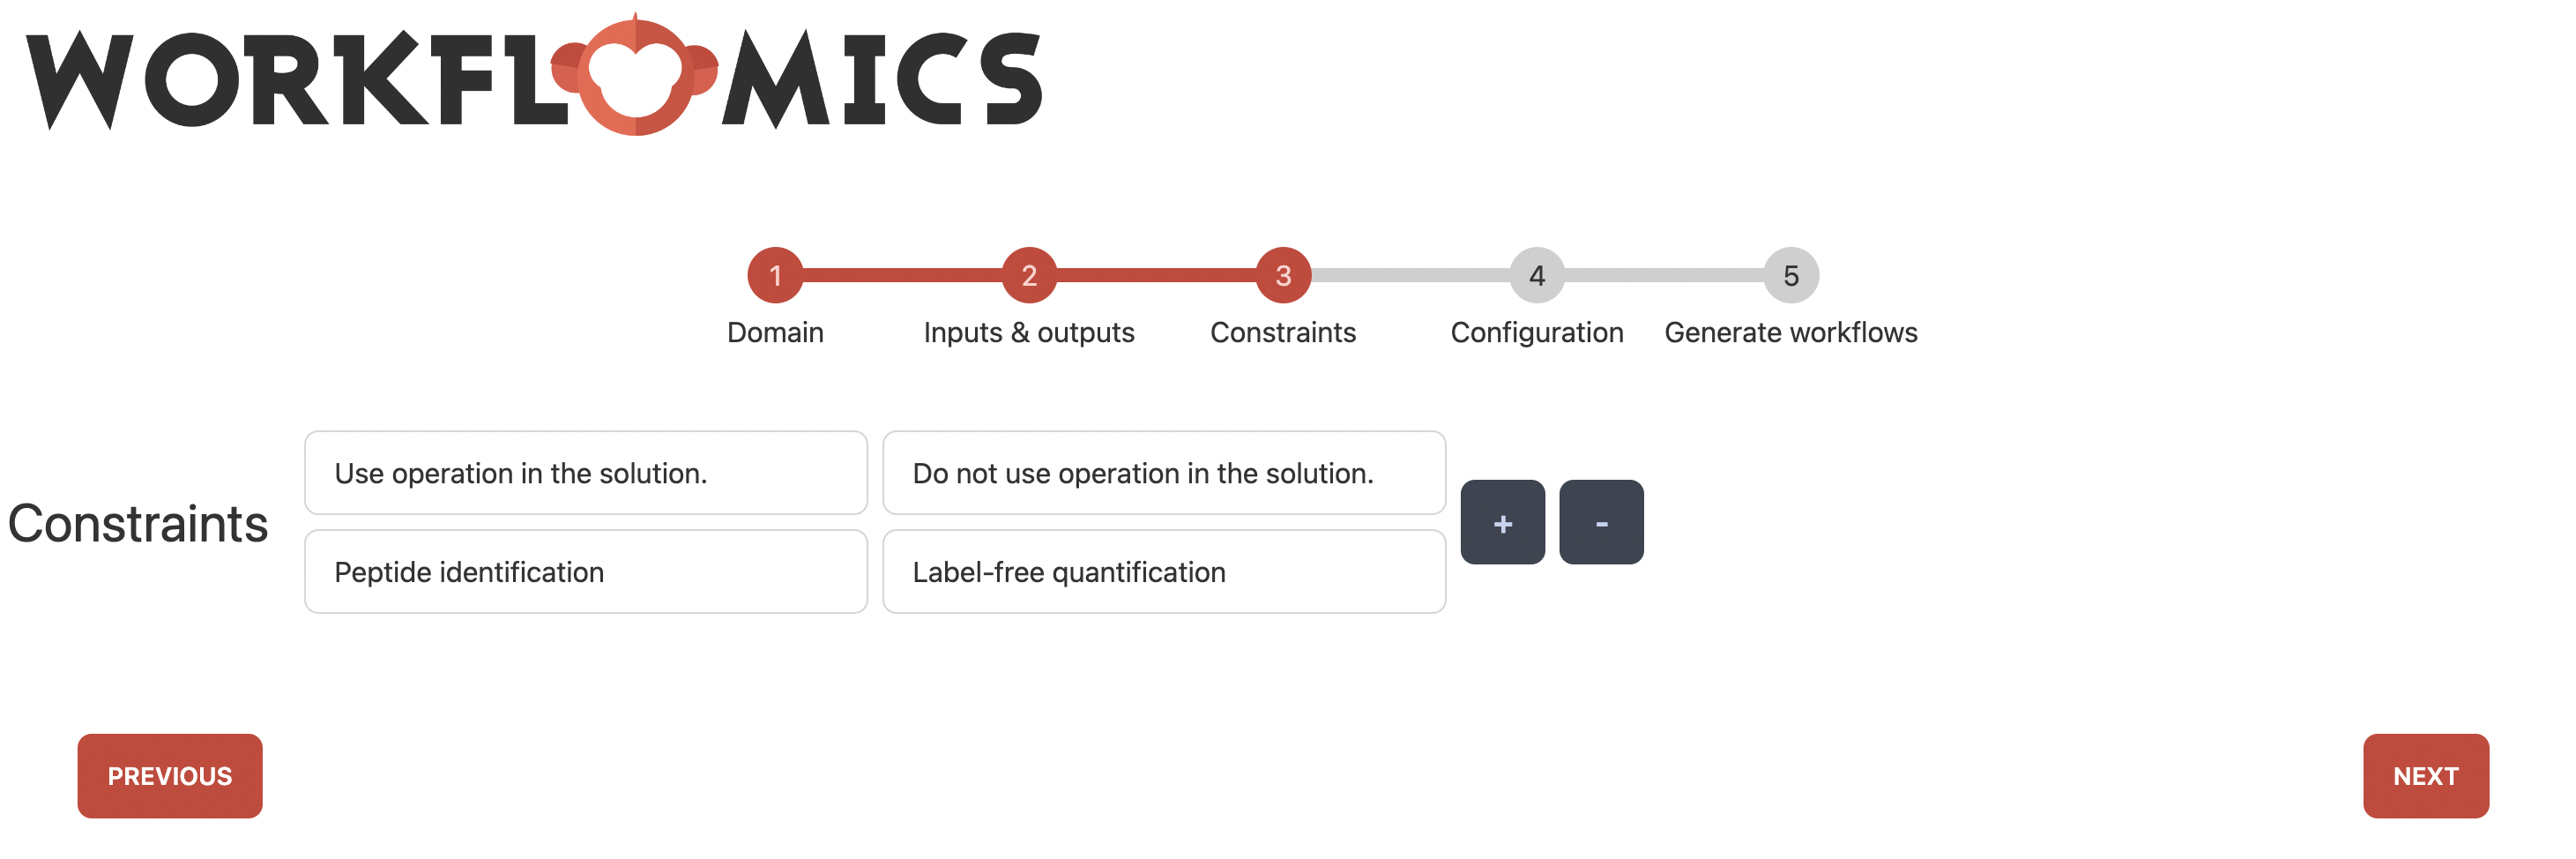 WORKFLOMICS
1 2 3 4 5
Domain Inputs & outputs Constraints Configuration Generate workflows
Constraints
Use operation in the solution. Do not use operation in the solution.
Peptide identification Label-free quantification
+ -
PREVIOUS NEXT